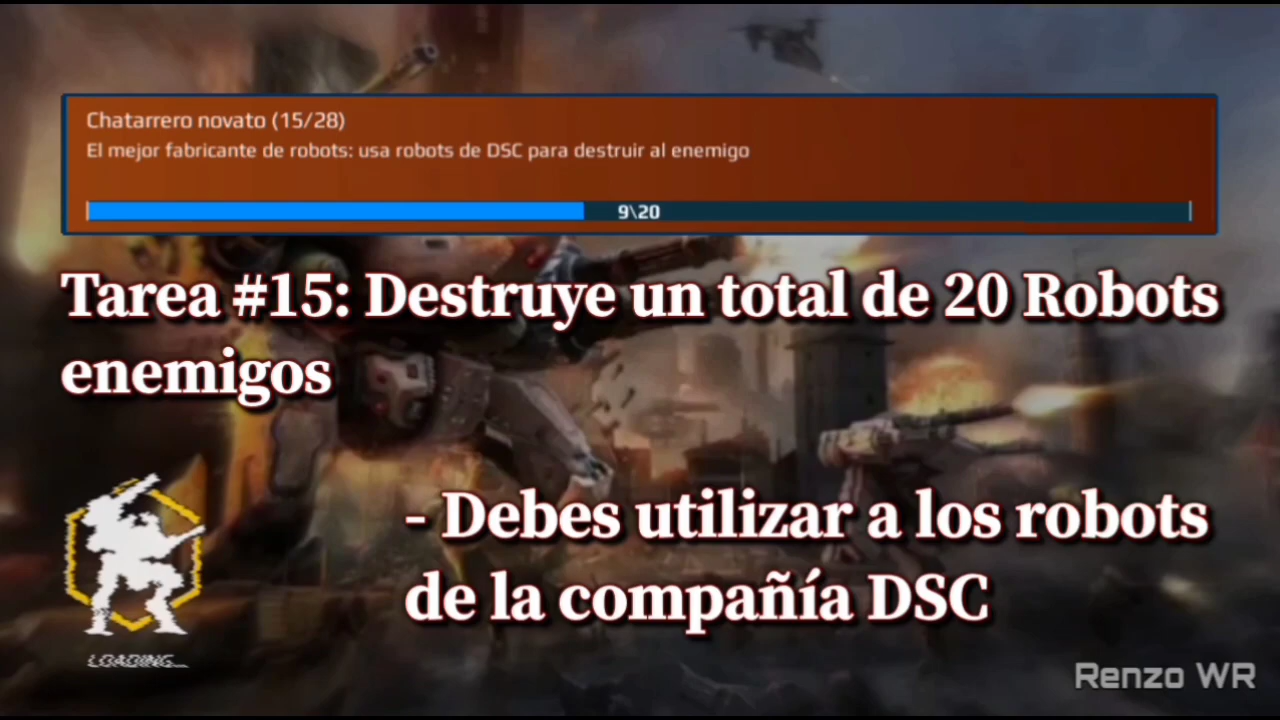 Chatarrero novato (15/28)
El mejor fabricante de robots: usa robots de DSC para destruir al enemigo
9\20
Tarea #15: Destruye un total de 20 Robots
enemigos
- Debes utilizar a los robots
de la compañía DSC
LOADING...
Renzo WR